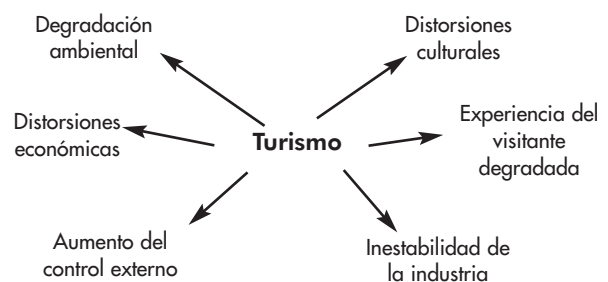 Degradación
ambiental
Distorsiones
culturales
Distorsiones
económicas
Turismo
Experiencia del
visitante
degradada
Aumento del
control externo
Inestabilidad de
la industria